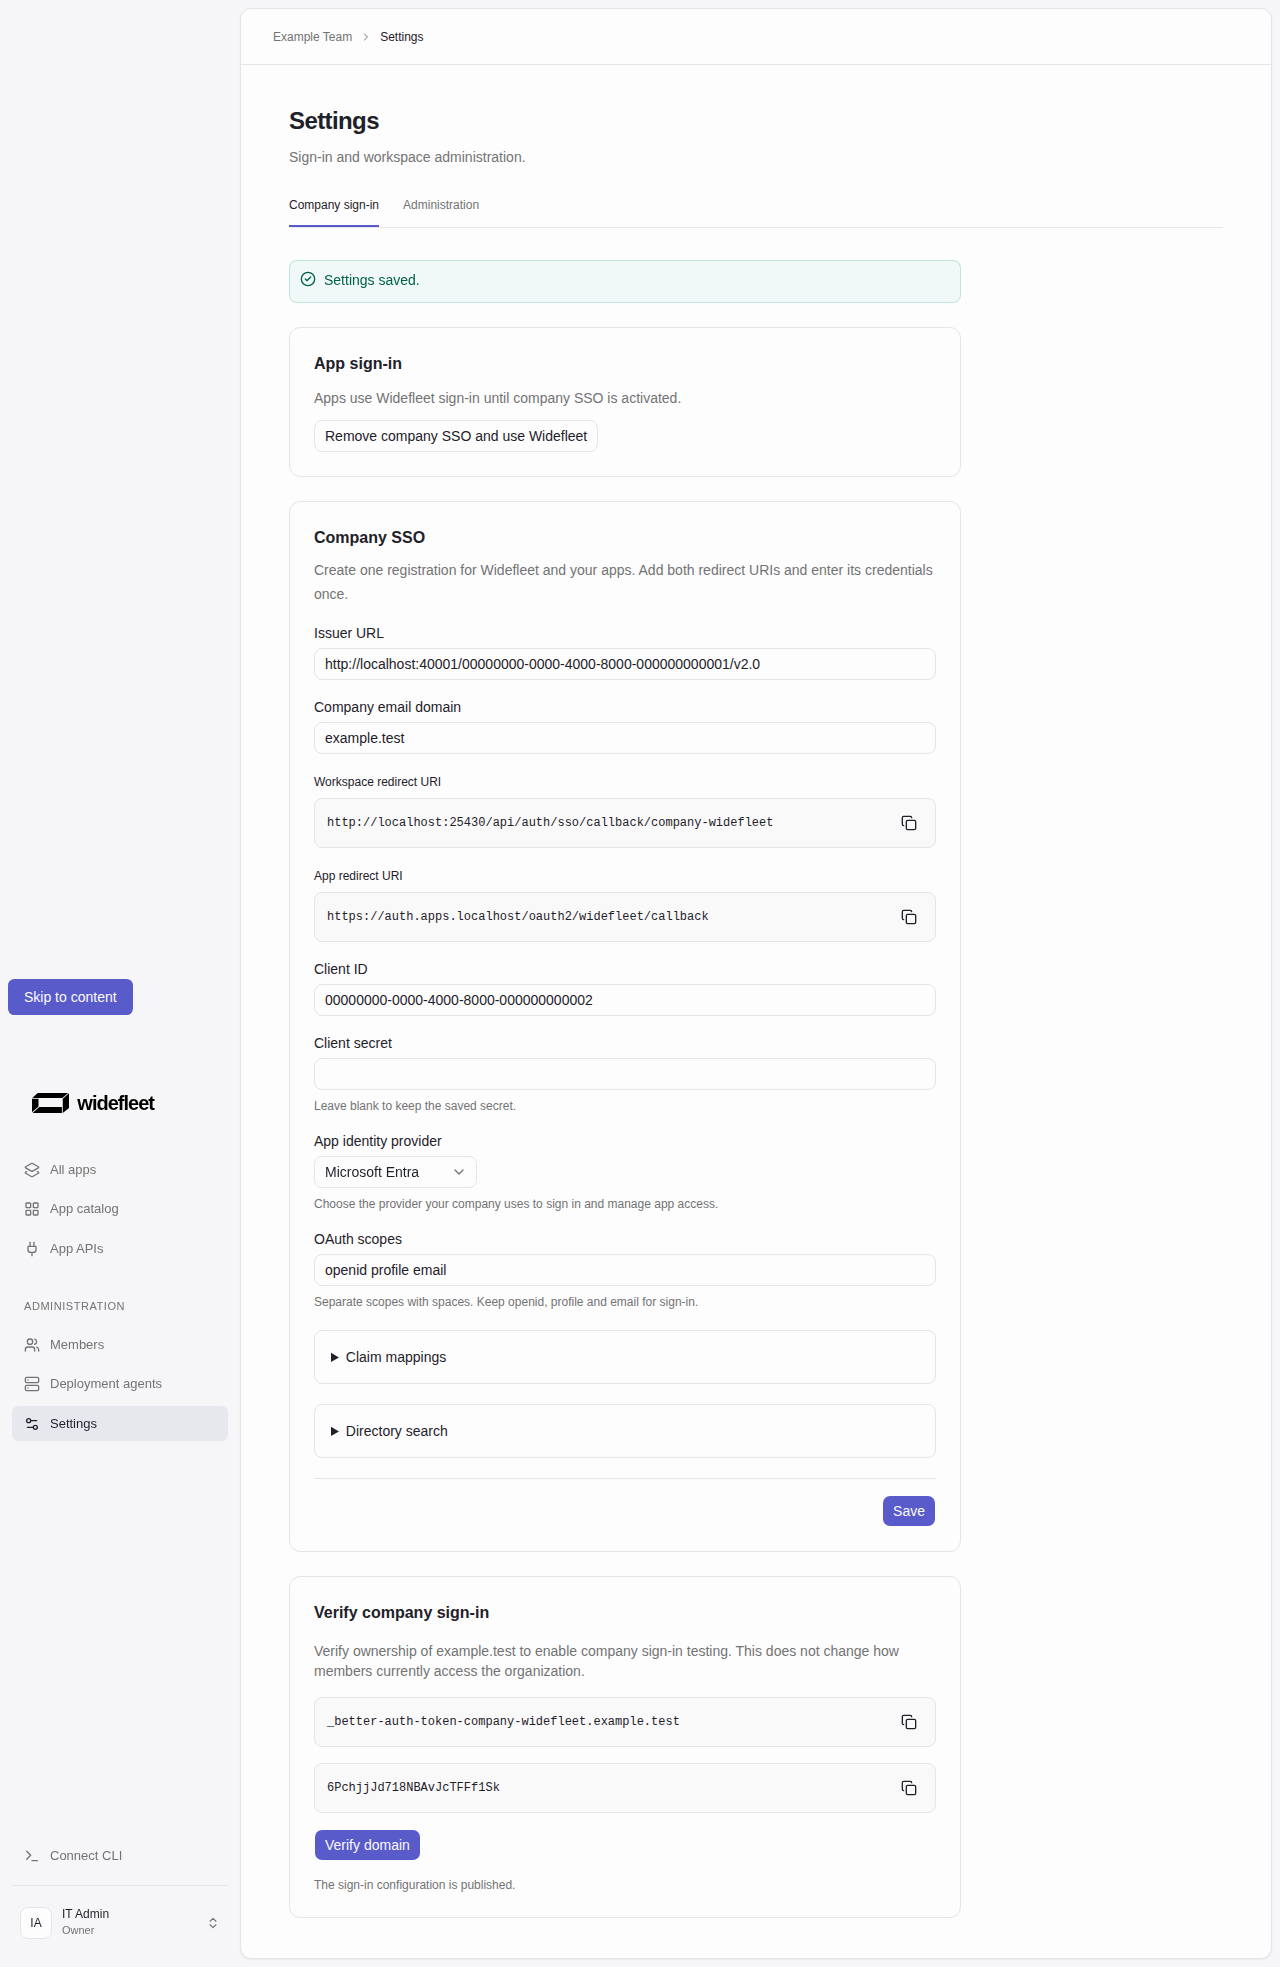 Example Team
Settings
Settings
Sign-in and workspace administration.
Company sign-in
Administration
Settings saved.
App sign-in
Apps use Widefleet sign-in until company SSO is activated.
Remove company SSO and use Widefleet
Company SSO
Create one registration for Widefleet and your apps. Add both redirect URIs and enter its credentials
once.
Issuer URL
http://localhost:40001/00000000-0000-4000-8000-000000000001/v2.0
Company email domain
example.test
Workspace redirect URI
http://localhost:25430/api/auth/sso/callback/company-widefleet
App redirect URI
https://auth.apps.localhost/oauth2/widefleet/callback
Client ID
00000000-0000-4000-8000-000000000002
Client secret
Leave blank to keep the saved secret.
App identity provider
Microsoft Entra
Choose the provider your company uses to sign in and manage app access.
OAuth scopes
openid profile email
Separate scopes with spaces. Keep openid, profile and email for sign-in.
Claim mappings
Directory search
Save
Verify company sign-in
Verify ownership of example.test to enable company sign-in testing. This does not change how
members currently access the organization.
_better-auth-token-company-widefleet.example.test
6PchjjJd718NBAvJcTFFf1Sk
Verify domain
The sign-in configuration is published.
Skip to content
widefleet
All apps
App catalog
App APIs
ADMINISTRATION
Members
Deployment agents
Settings
Connect CLI
IA
IT Admin
Owner